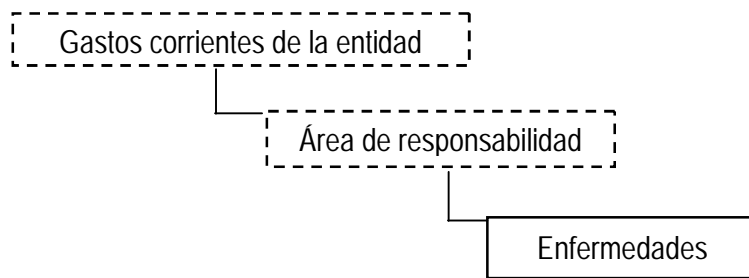 Gastos corrientes de la entidad
Área de responsabilidad
Enfermedades